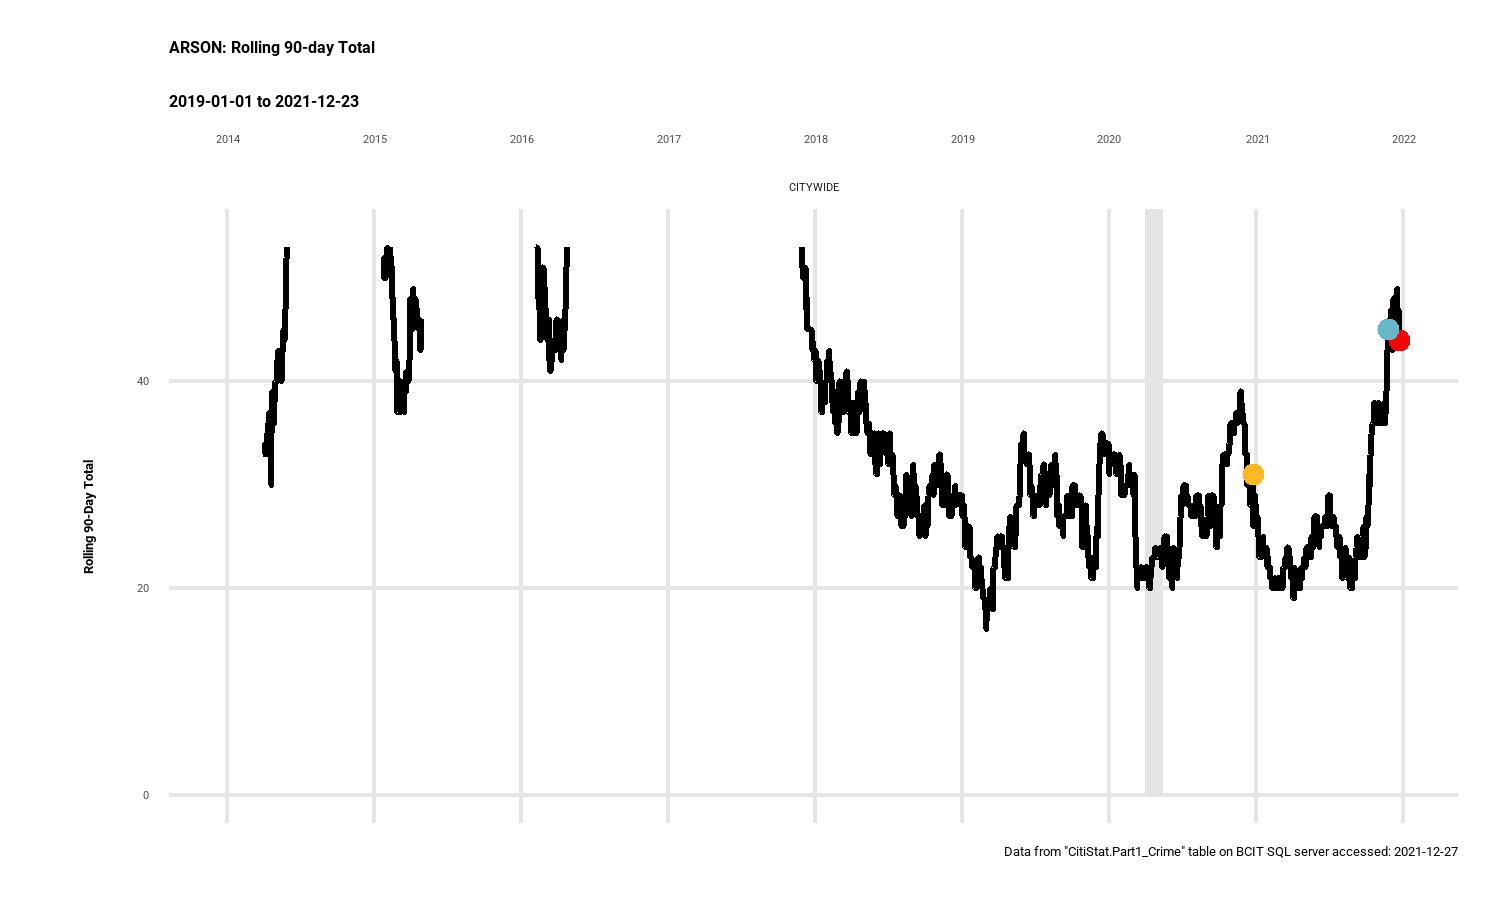 ARSON: Rolling 90-day Total
2019-01-01 to 2021-12-23
2014 2015 2016 2017 2018 2019 2020 2021 2022
CITYWIDE
40
Rolling 90-Day Total
20
0
Data from "CitiStat.Part1_Crime" table on BCIT SQL server accessed: 2021-12-27